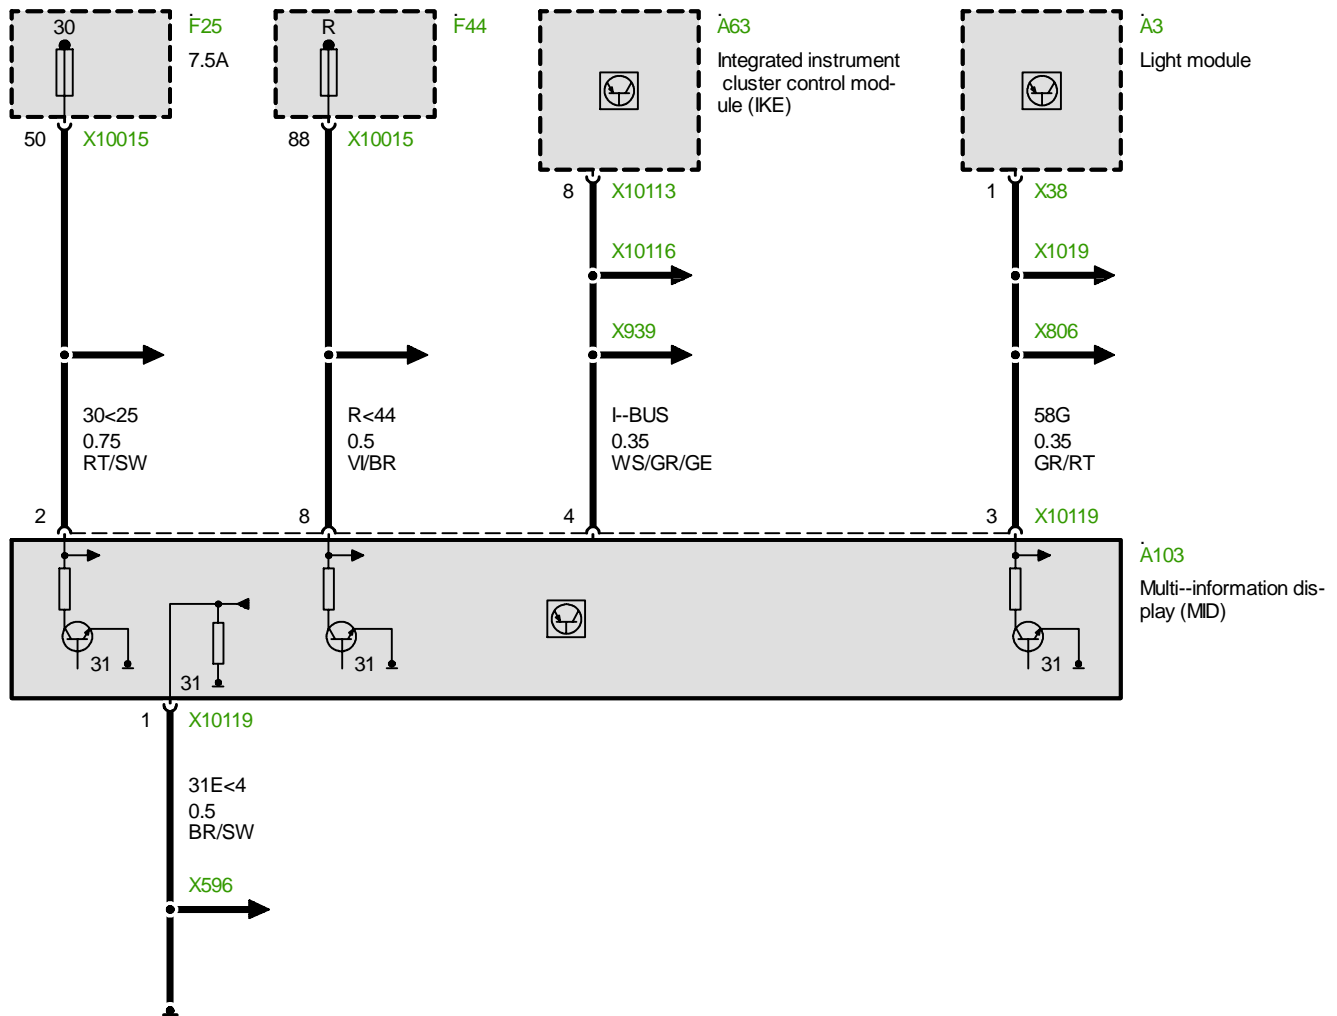 30
F25
7.5A
R
F44
A63
Integrated instrument
cluster control mod-
ule (IKE)
A3
Light module
50
X10015
88
X10015
8
X10113
1
X38
X10116
X1019
X939
X806
30<25
0.75
RT/SW
R<44
0.5
VI/BR
I--BUS
0.35
WS/GR/GE
58G
0.35
GR/RT
2
8
4
3
X10119
A103
Multi--information dis-
play (MID)
31
31
31
31
1
X10119
31E<4
0.5
BR/SW
X596